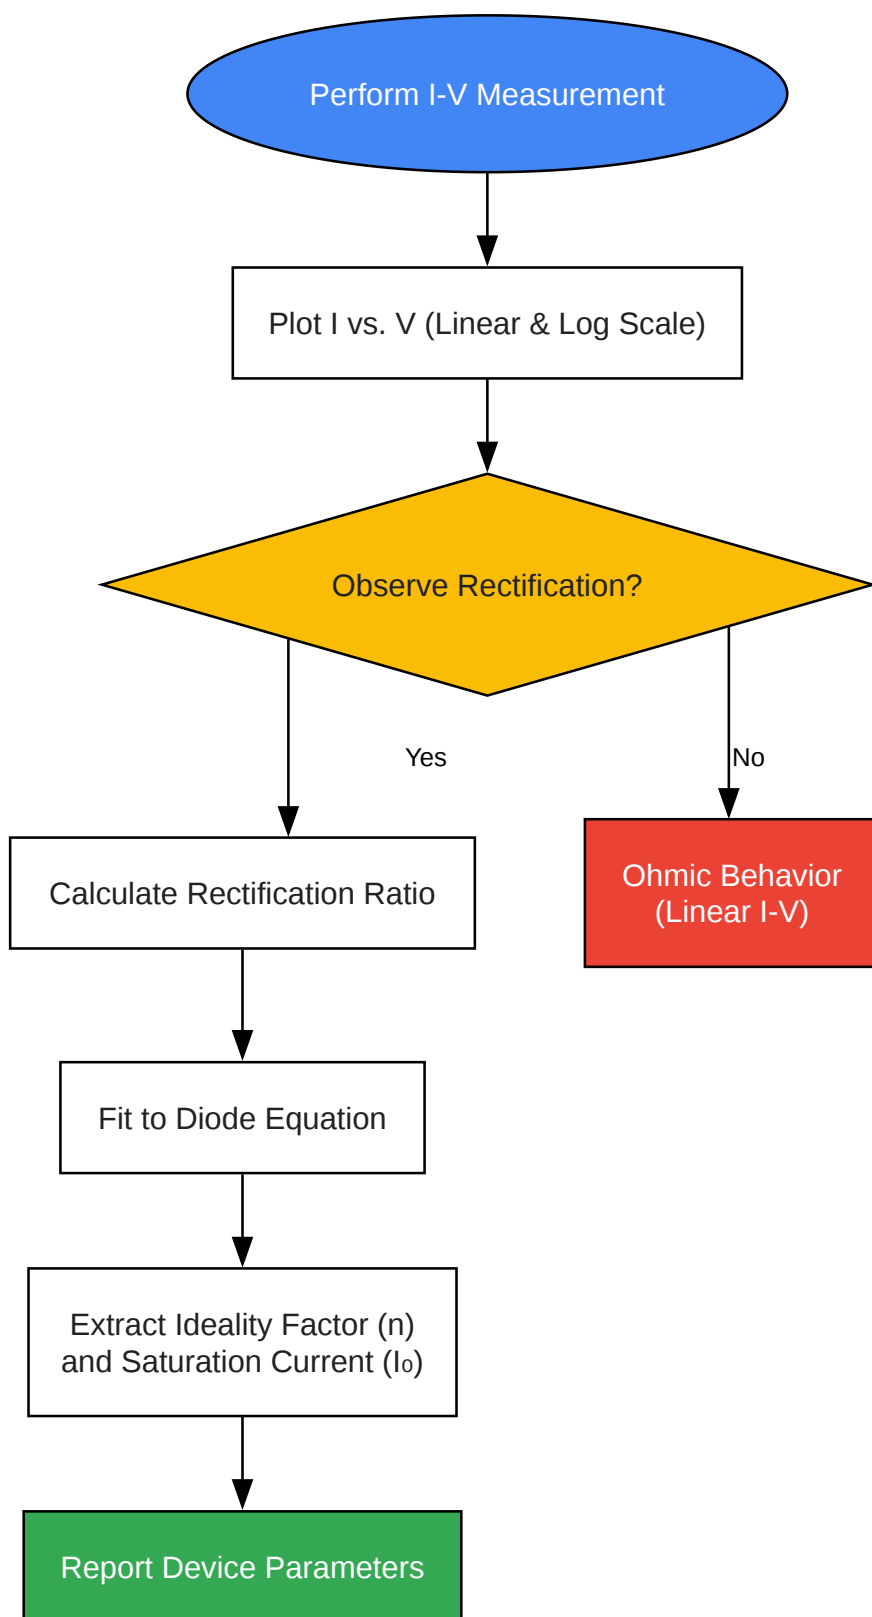 Perform I-V Measurement
Plot I vs. V (Linear & Log Scale)
Observe Rectification?
Yes
No
Calculate Rectification Ratio
Ohmic Behavior
(Linear I-V)
Fit to Diode Equation
Extract Ideality Factor (n)
and Saturation Current (I₀)
Report Device Parameters